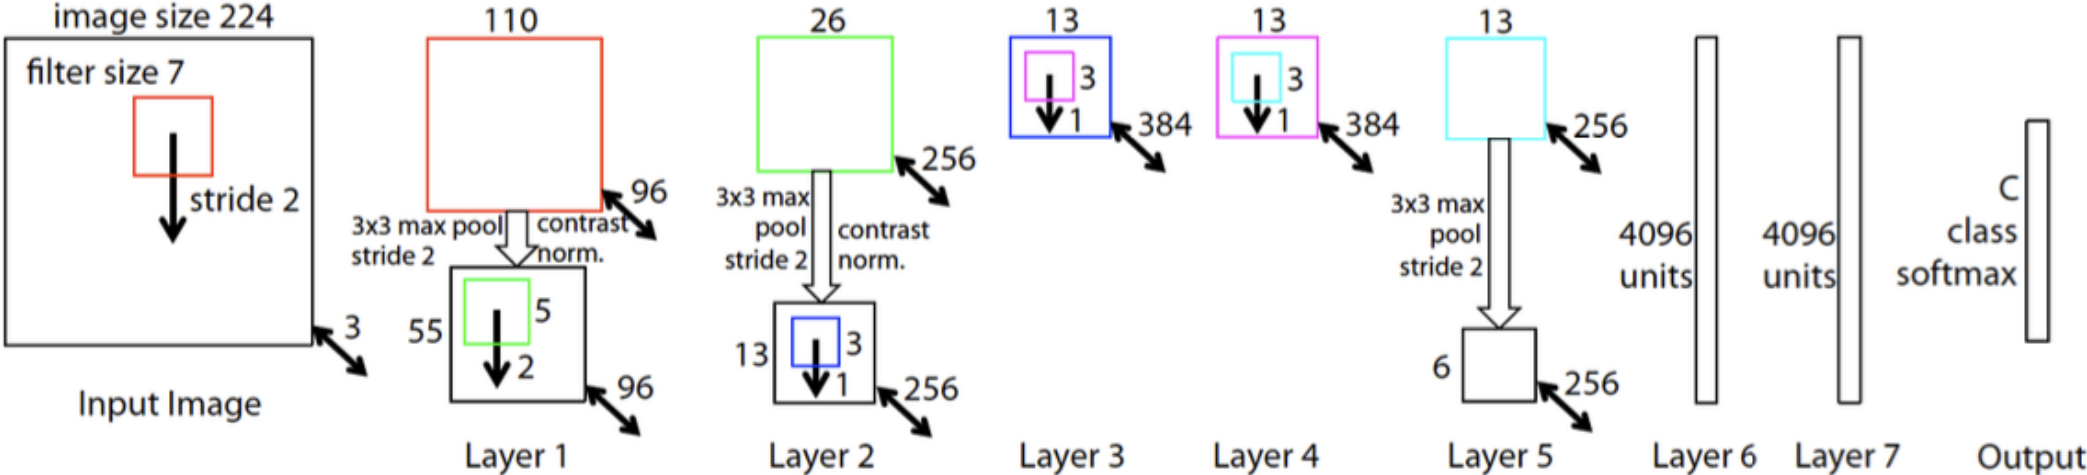 image size 224
filter size 7
stride 2
3
Input Image
110
96
3x3 max pool
stride 2
contrast
norm.
55
5
2
96
Layer 1
26
256
3x3 max
pool
stride 2
contrast
norm.
13
3
1
256
Layer 2
13
3
1
384
Layer 3
13
3
1
384
Layer 4
13
256
3x3 max
pool
stride 2
6
256
Layer 5
4096
units
Layer 6
4096
units
Layer 7
C
class
softmax
Output